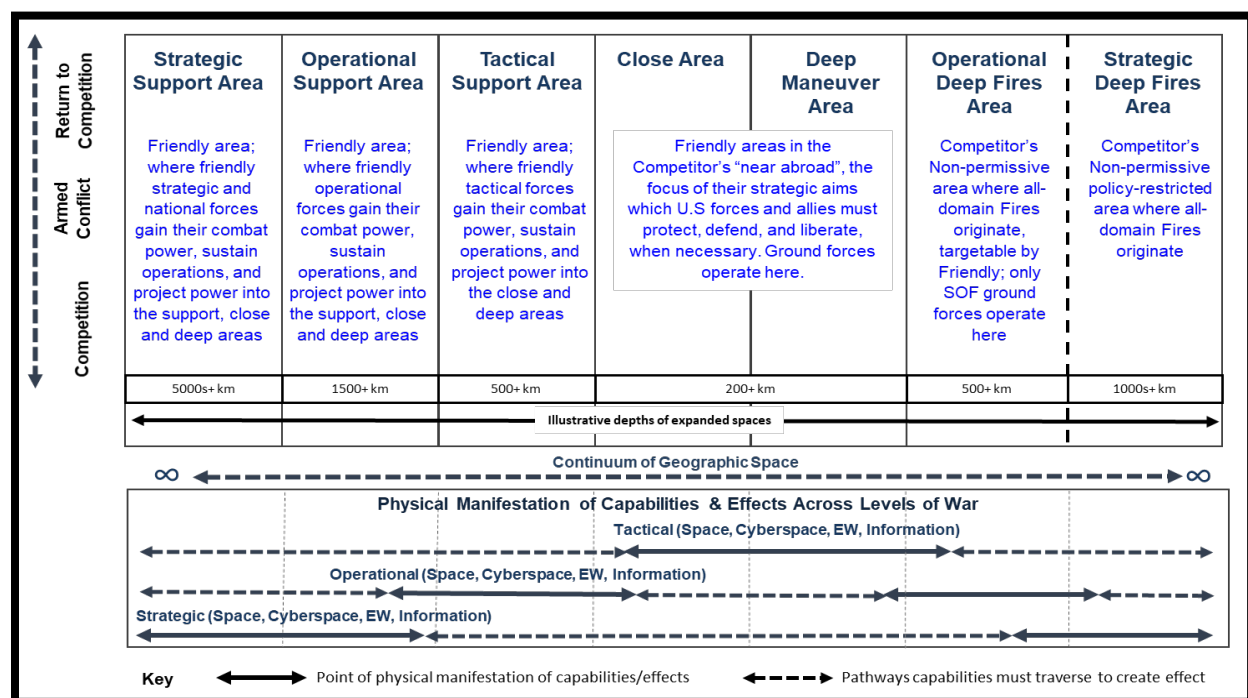 Return to
Competition
Armed
Conflict
Competition
Strategic
Support Area
Friendly area;
where friendly
strategic and
national forces
gain their combat
power, sustain
operations, and
project power into
the support, close
and deep areas
Operational
Support Area
Friendly area;
where friendly
operational
forces gain their
combat power,
sustain
operations, and
project power into
the support, close
and deep areas
Tactical
Support Area
Friendly area;
where friendly
tactical forces
gain their combat
power, sustain
operations, and
project power into
the close and
deep areas
Close Area
Deep
Maneuver
Area
Friendly areas in the
Competitor's “near abroad”, the
focus of their strategic aims
which U.S forces and allies must
protect, defend, and liberate,
when necessary. Ground forces
operate here.
Operational
Deep Fires
Area
Competitor's
Non-permissive
area where all-
domain Fires
originate,
targetable by
Friendly; only
SOF ground
forces operate
here
Strategic
Deep Fires
Area
Competitor's
Non-permissive
policy-restricted
area where all-
domain Fires
originate
5000s+ km
1500+ km
500+ km
200+ km
500+ km
1000s+ km
Illustrative depths of expanded spaces
Continuum of Geographic Space
∞ ∞
Physical Manifestation of Capabilities & Effects Across Levels of War
Tactical (Space, Cyberspace, EW, Information)
Operational (Space, Cyberspace, EW, Information)
Strategic (Space, Cyberspace, EW, Information)
Key
Point of physical manifestation of capabilities/effects
Pathways capabilities must traverse to create effect